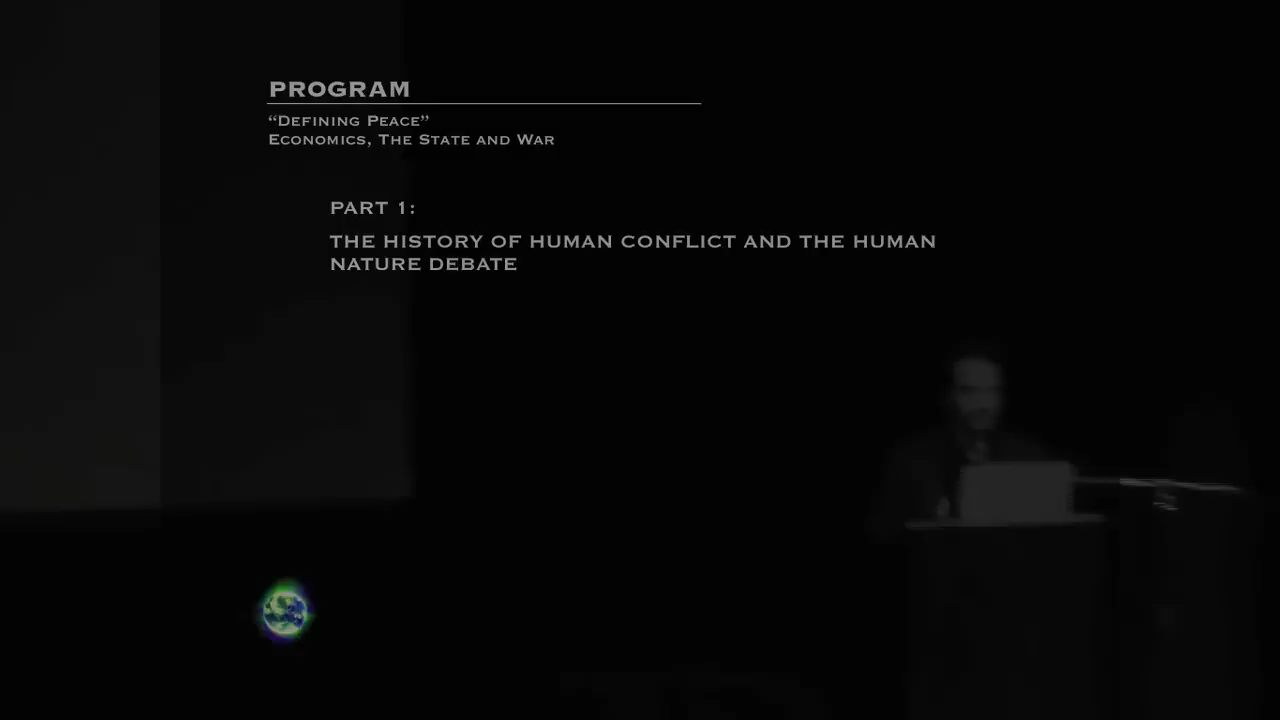 PROGRAM
“Defining Peace”
Economics, The State and War
PART 1:
THE HISTORY OF HUMAN CONFLICT AND THE HUMAN
NATURE DEBATE